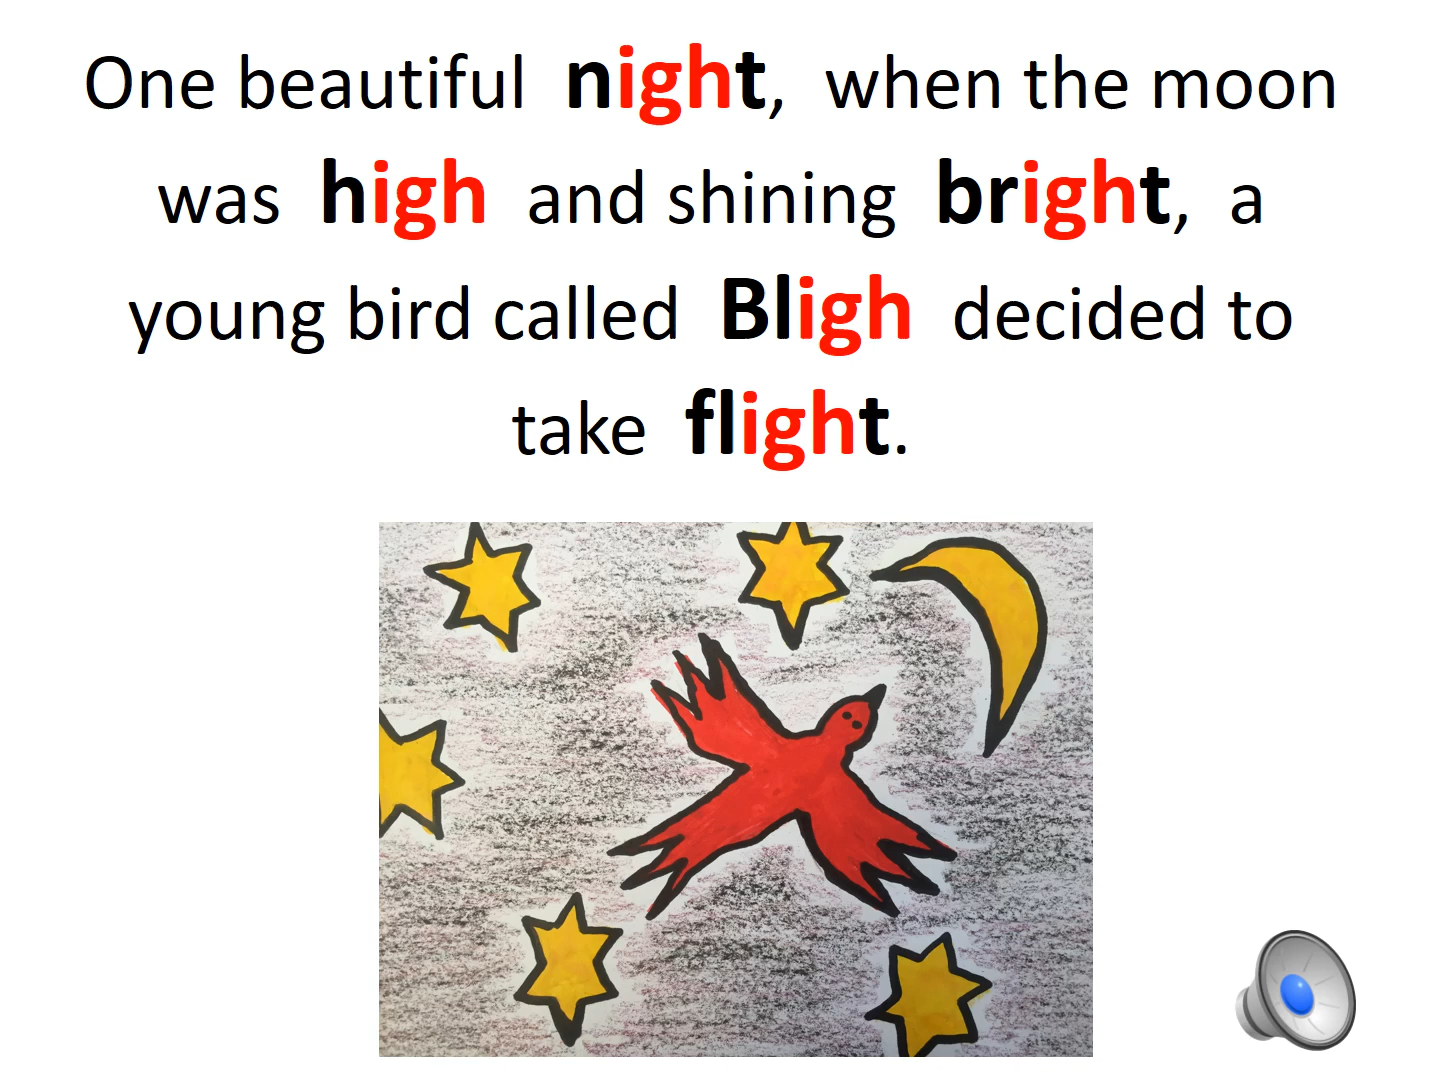 One beautiful night, when the moon
was high and shining bright, a
young bird called Bligh decided to
take flight.